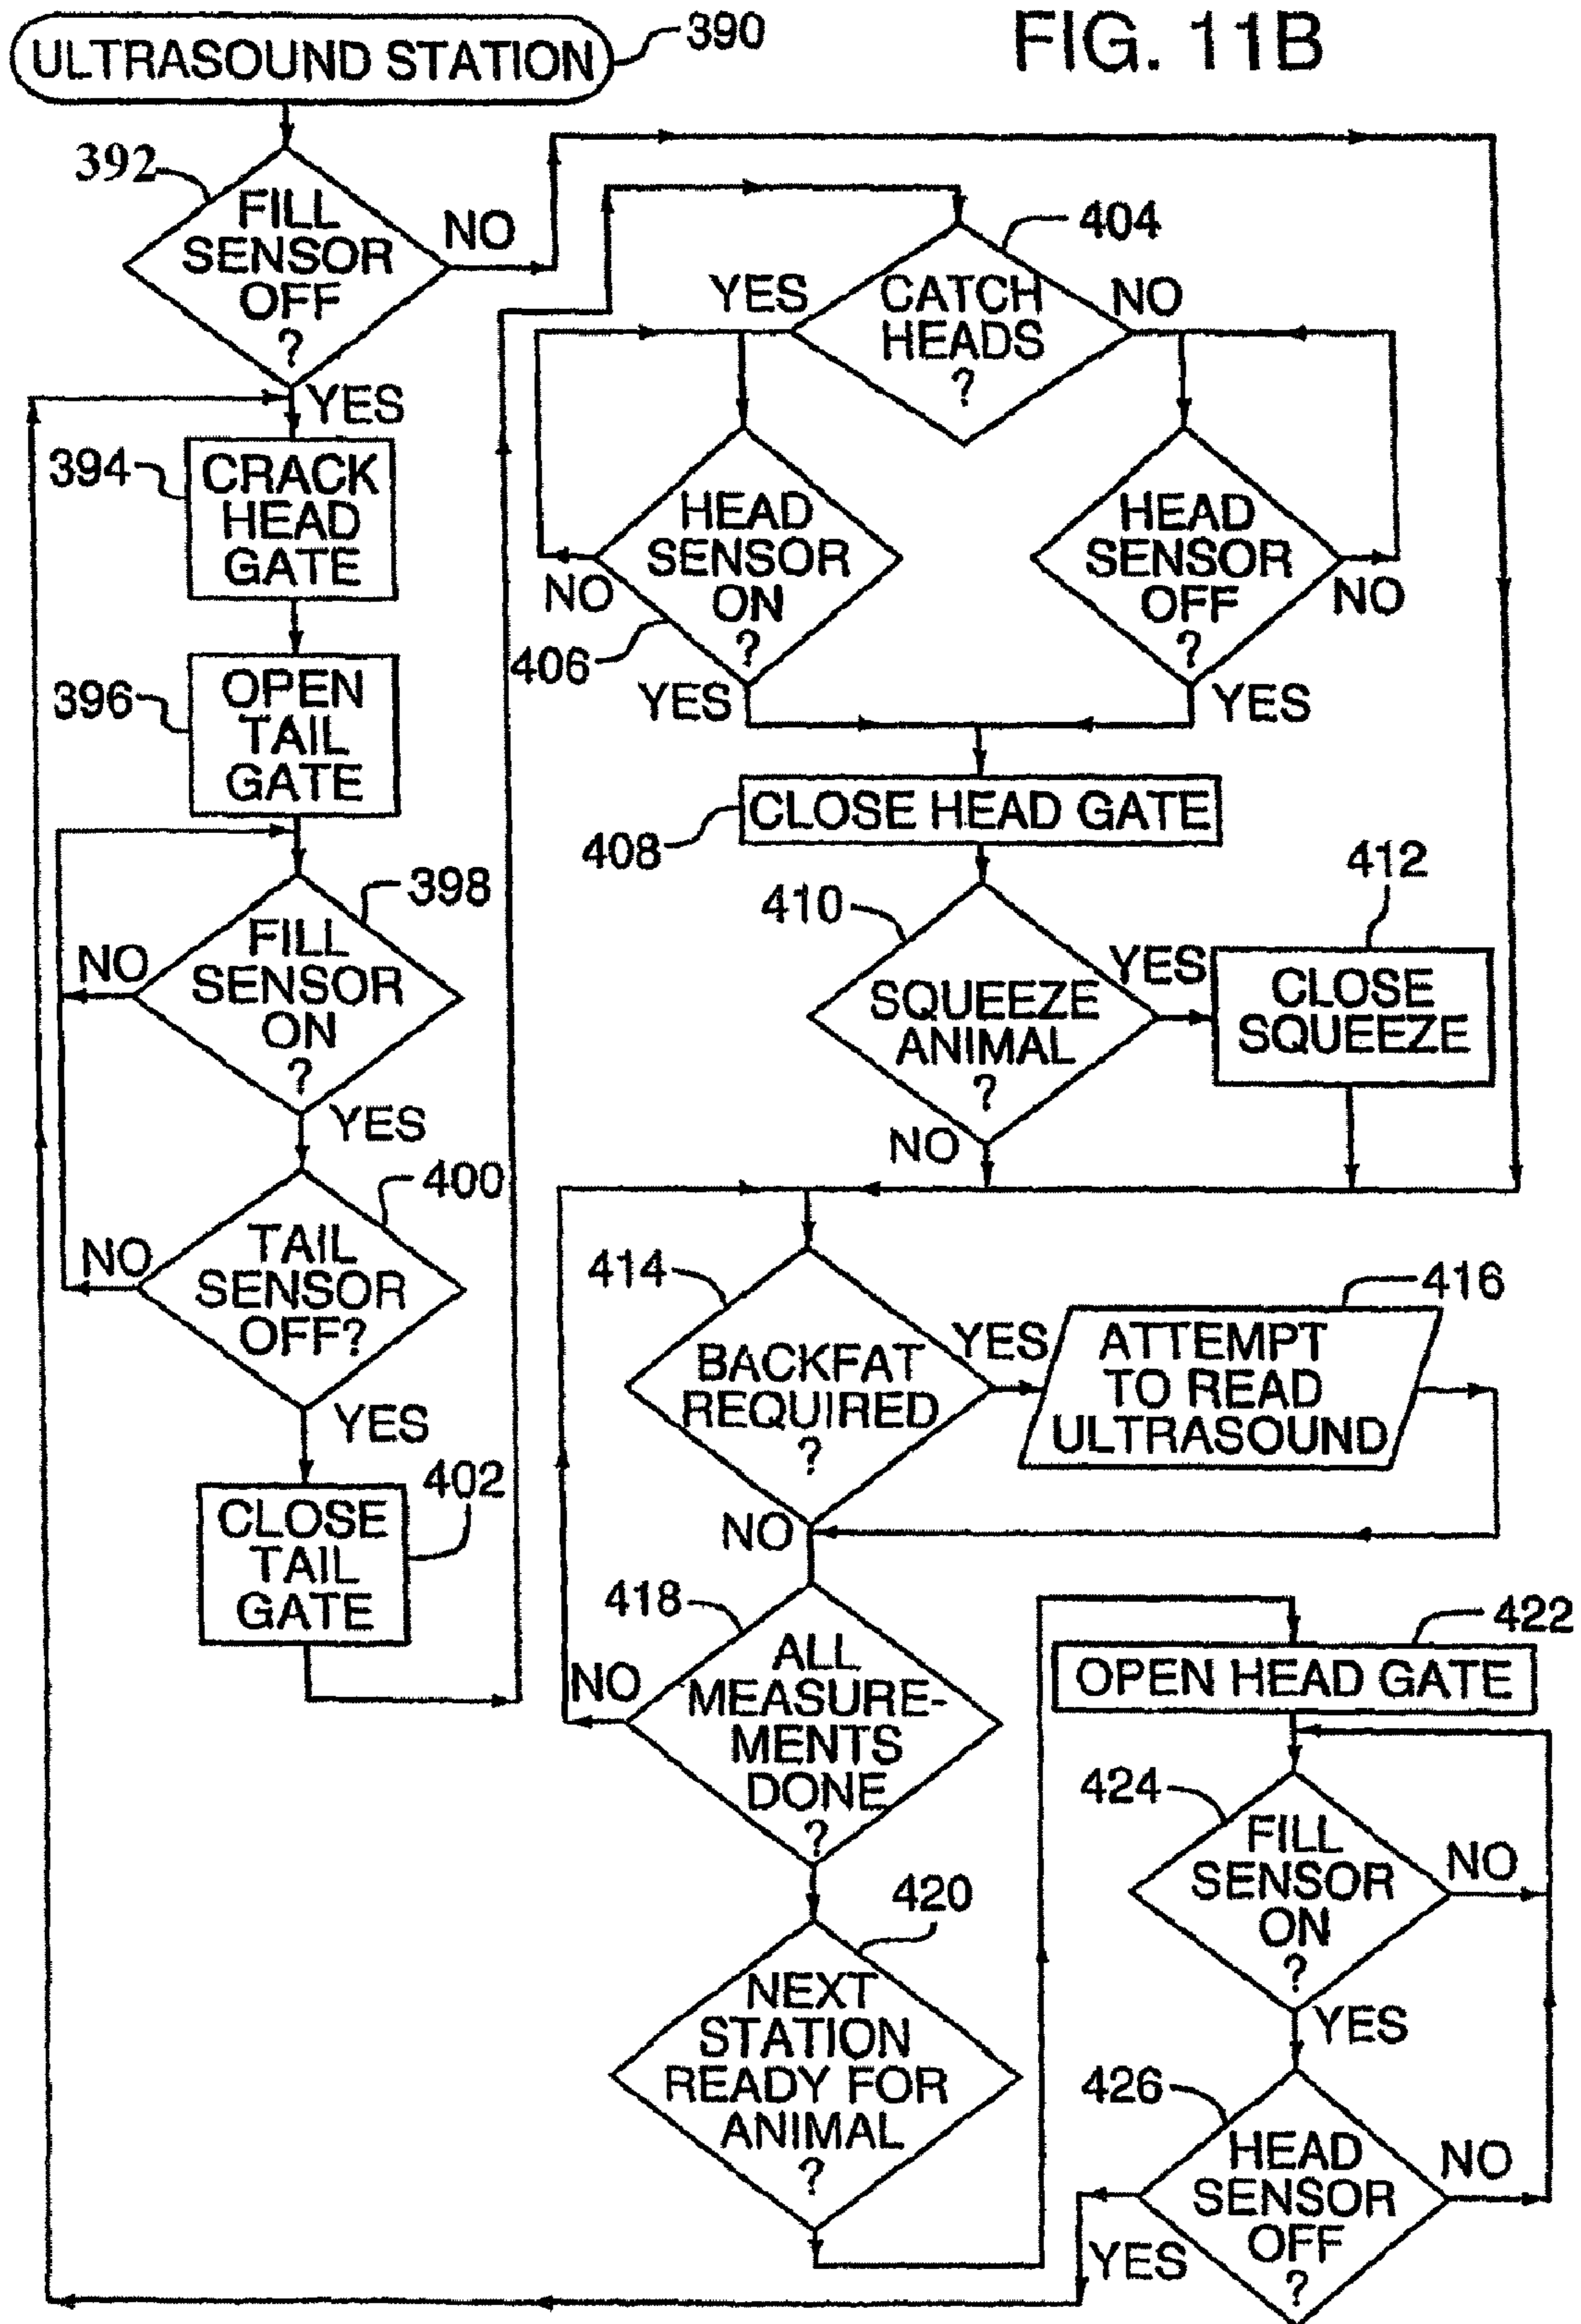 FIG. 11B
ULTRASOUND STATION
390
392
FILL
SENSOR
OFF
?
NO
YES
394
CRACK
HEAD
GATE
396
OPEN
TAIL
GATE
398
FILL
SENSOR
ON
?
NO
YES
400
TAIL
SENSOR
OFF?
NO
YES
402
CLOSE
TAIL
GATE
404
CATCH
HEADS
?
YES
NO
HEAD
SENSOR
ON
?
NO
406
YES
HEAD
SENSOR
OFF
?
NO
YES
CLOSE HEAD GATE
408
410
SQUEEZE
ANIMAL
?
YES
NO
412
CLOSE
SQUEEZE
414
BACKFAT
REQUIRED
?
YES
NO
416
ATTEMPT
TO READ
ULTRASOUND
418
ALL
MEASURE-
MENTS
DONE
?
NO
420
NEXT
STATION
READY FOR
ANIMAL
?
422
OPEN HEAD GATE
424
FILL
SENSOR
ON
?
NO
YES
426
HEAD
SENSOR
OFF
?
NO
YES